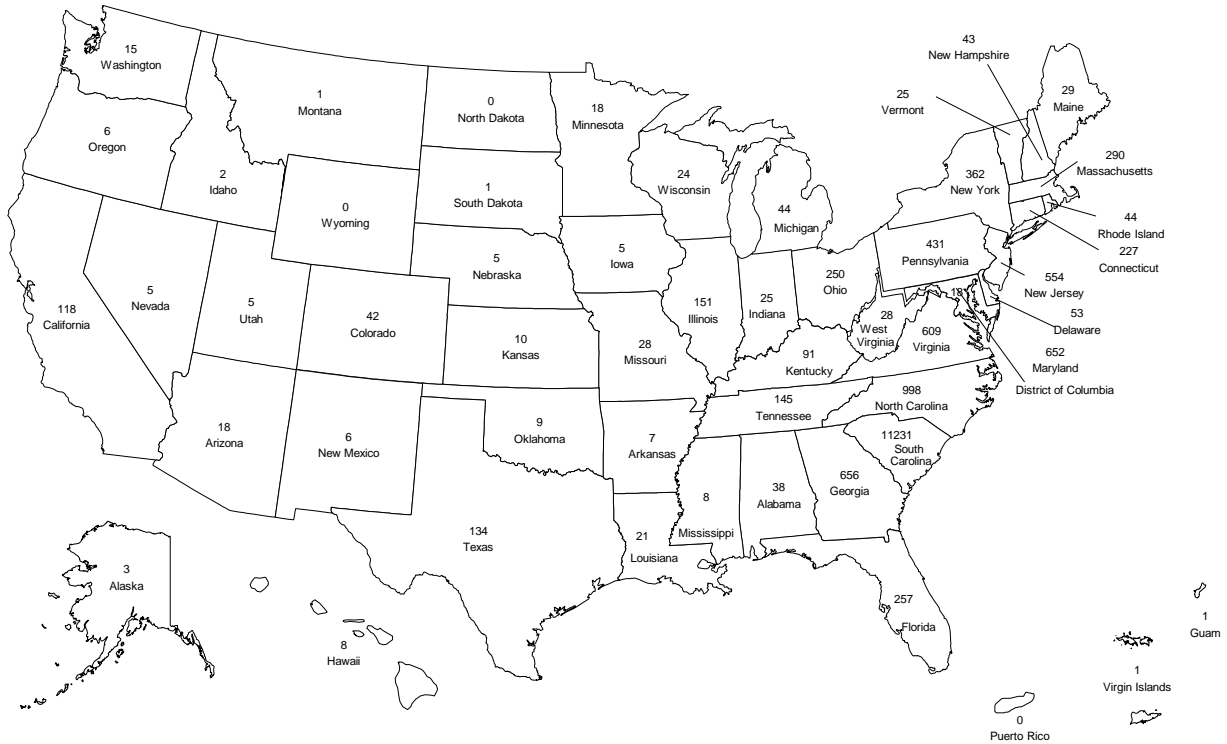 15
Washington
1
Montana
0
North Dakota
18
Minnesota
6
Oregon
2
Idaho
0
Wyoming
1
South Dakota
24
Wisconsin
44
Michigan
43
New Hampshire
25
Vermont
29
Maine
362
New York
290
Massachusetts
44
Rhode Island
227
Connecticut
118
California
5
Nevada
5
Utah
42
Colorado
5
Nebraska
5
Iowa
151
Illinois
25
Indiana
250
Ohio
431
Pennsylvania
554
New Jersey
53
Delaware
652
Maryland
18
District of Columbia
10
Kansas
28
Missouri
91
Kentucky
28
West
Virginia
609
Virginia
18
Arizona
6
New Mexico
9
Oklahoma
7
Arkansas
145
Tennessee
998
North Carolina
11231
South
Carolina
134
Texas
21
Louisiana
8
Mississippi
38
Alabama
656
Georgia
257
Florida
3
Alaska
8
Hawaii
1
Guam
1
Virgin Islands
0
Puerto Rico